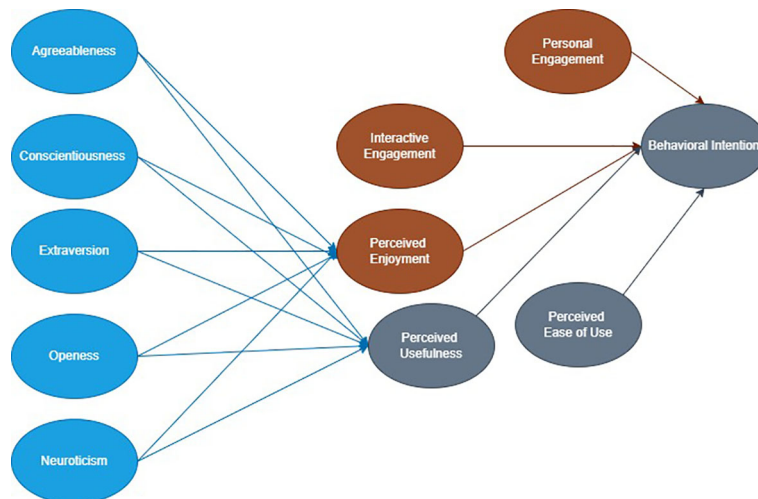 Agreeableness
Conscientiousness
Extraversion
Openess
Neuroticism
Personal
Engagement
Interactive
Engagement
Perceived
Enjoyment
Perceived
Usefulness
Perceived
Ease of Use
Behavioral Intention